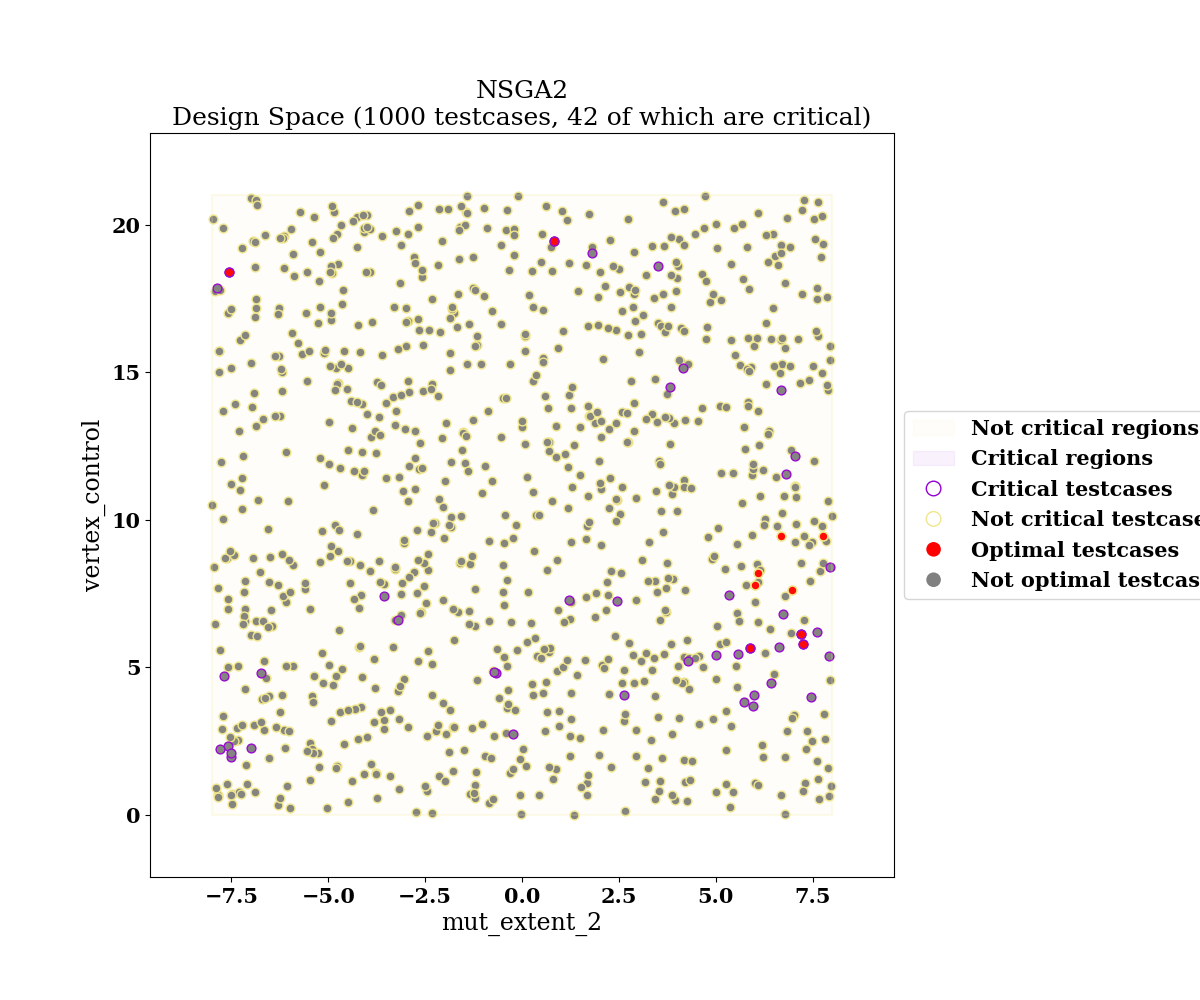 NSGA2
Design Space (1000 testcases, 42 of which are critical)
vertex_control
20
15
10
5
0
−7.5 −5.0 −2.5 0.0 2.5 5.0 7.5
mut_extent_2
Not critical regions
Critical regions
Critical testcases
Not critical testcase
Optimal testcases
Not optimal testcas